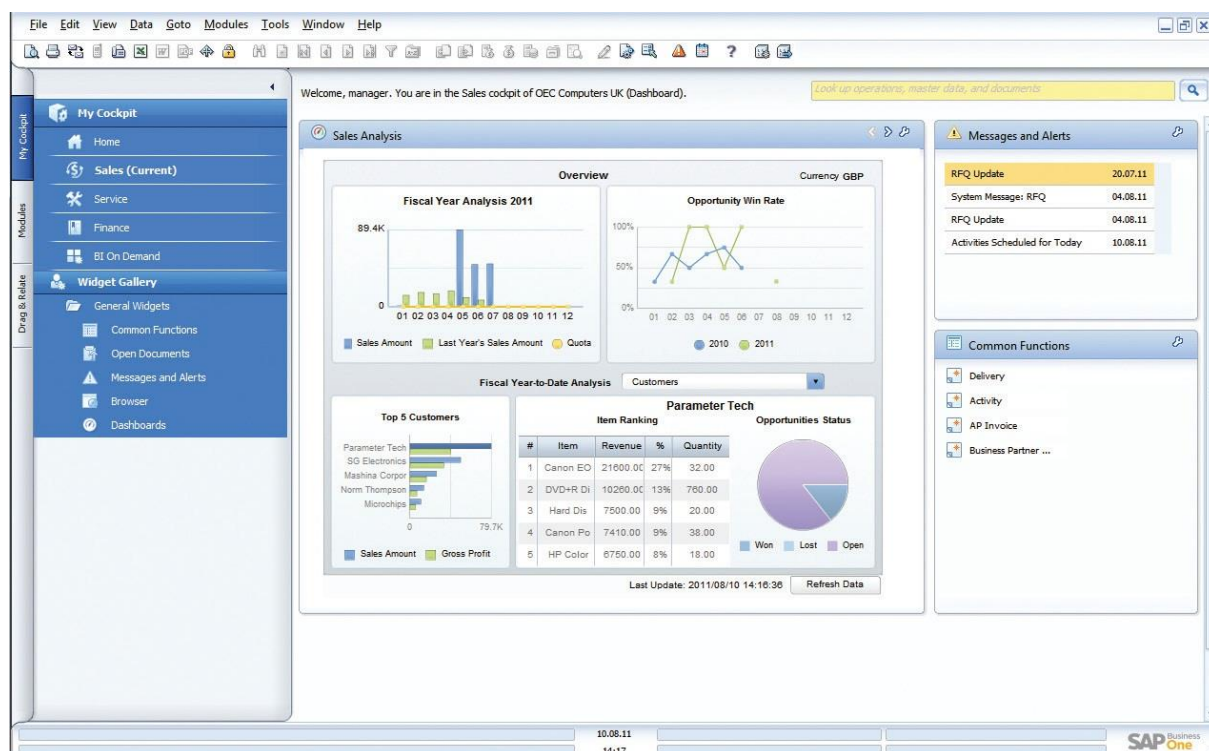 File Edit View Data Goto Modules Tools Window Help
My Cockpit
Modules
Drag & Relate
My Cockpit
Home
Sales (Current)
Service
Finance
BI On Demand
Widget Gallery
General Widgets
Common Functions
Open Documents
Messages and Alerts
Browser
Dashboards
Welcome, manager. You are in the Sales cockpit of OEC Computers UK (Dashboard).
Look up operations, master data, and documents
Sales Analysis
Overview
Currency GBP
Fiscal Year Analysis 2011
89.4K
0
01 02 03 04 05 06 07 08 09 10 11 12
Sales Amount Last Year's Sales Amount Quota
Opportunity Win Rate
100%
50%
0%
01 02 03 04 05 06 07 08 09 10 11 12
2010 2011
Fiscal Year-to-Date Analysis Customers
Top 5 Customers
Parameter Tech
SG Electronics
Mashina Corpor
Norm Thompson
Microchips
0 79.7K
Sales Amount Gross Profit
Parameter Tech
Item Ranking
# Item Revenue % Quantity
1 Canon EO 21600.00 27% 32.00
2 DVD+R Di 10260.00 13% 760.00
3 Hard Dis 7500.00 9% 20.00
4 Canon Po 7410.00 9% 38.00
5 HP Color 6750.00 8% 18.00
Opportunities Status
Won Lost Open
Last Update: 2011/08/10 14:16:36 Refresh Data
Messages and Alerts
RFQ Update 20.07.11
System Message: RFQ 04.08.11
RFQ Update 04.08.11
Activities Scheduled for Today 10.08.11
Common Functions
Delivery
Activity
AP Invoice
Business Partner ...
10.08.11
14:17
SAP Business One